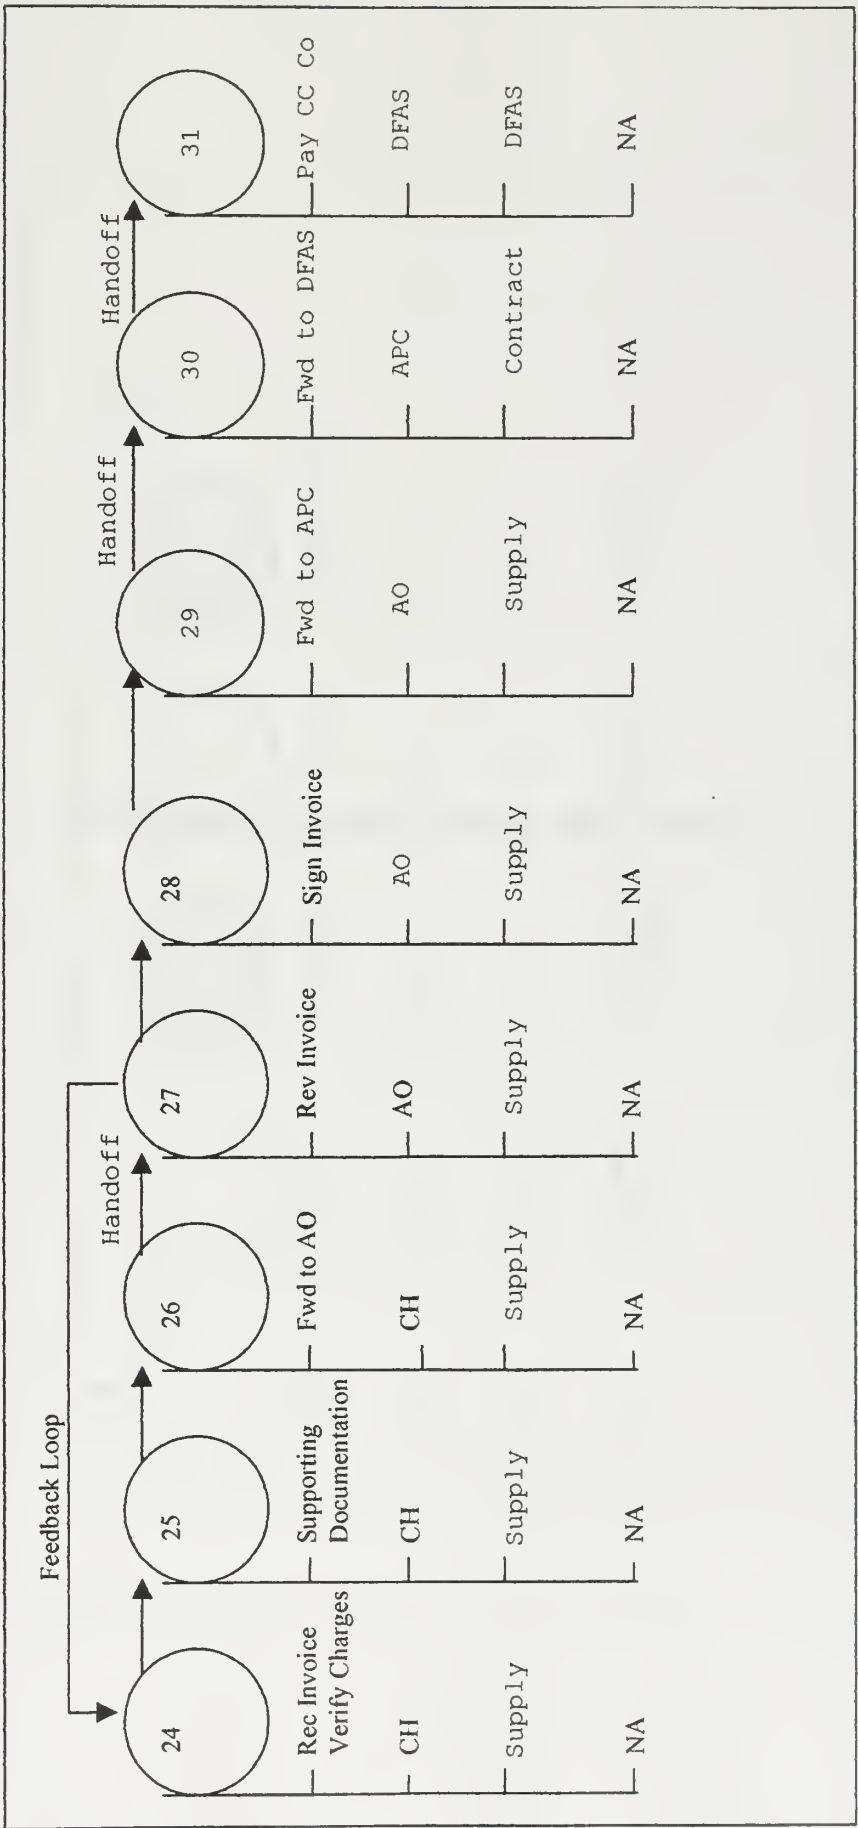 Feedback Loop
Handoff
Handoff
Handoff
24
25
26
27
28
29
30
31
Rec Invoice
Verify Charges
Supporting
Documentation
Fwd to AO
Rev Invoice
Sign Invoice
Fwd to APC
Fwd to DFAS
Pay CC Co
CH
CH
CH
AO
AO
AO
APC
DFAS
Supply
Supply
Supply
Supply
Supply
Supply
Contract
DFAS
NA
NA
NA
NA
NA
NA
NA
NA